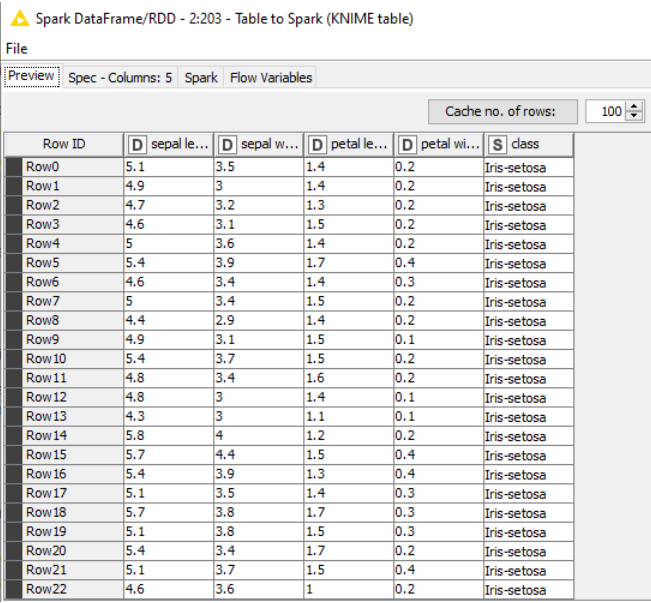 Spark DataFrame/RDD - 2:203 - Table to Spark (KNIME table)
File
Preview Spec - Columns: 5 Spark Flow Variables
Cache no. of rows: 100
Row ID D sepal le... D sepal w... D petal le... D petal wi... S class
Row0 5.1 3.5 1.4 0.2 Iris-setosa
Row1 4.9 3 1.4 0.2 Iris-setosa
Row2 4.7 3.2 1.3 0.2 Iris-setosa
Row3 4.6 3.1 1.5 0.2 Iris-setosa
Row4 5 3.6 1.4 0.2 Iris-setosa
Row5 5.4 3.9 1.7 0.4 Iris-setosa
Row6 4.6 3.4 1.4 0.3 Iris-setosa
Row7 5 3.4 1.5 0.2 Iris-setosa
Row8 4.4 2.9 1.4 0.2 Iris-setosa
Row9 4.9 3.1 1.5 0.1 Iris-setosa
Row10 5.4 3.7 1.5 0.2 Iris-setosa
Row11 4.8 3.4 1.6 0.2 Iris-setosa
Row12 4.8 3 1.4 0.1 Iris-setosa
Row13 4.3 3 1.1 0.1 Iris-setosa
Row14 5.8 4 1.2 0.2 Iris-setosa
Row15 5.7 4.4 1.5 0.4 Iris-setosa
Row16 5.4 3.9 1.3 0.4 Iris-setosa
Row17 5.1 3.5 1.4 0.3 Iris-setosa
Row18 5.7 3.8 1.7 0.3 Iris-setosa
Row19 5.1 3.8 1.5 0.3 Iris-setosa
Row20 5.4 3.4 1.7 0.2 Iris-setosa
Row21 5.1 3.7 1.5 0.4 Iris-setosa
Row22 4.6 3.6 1 0.2 Iris-setosa